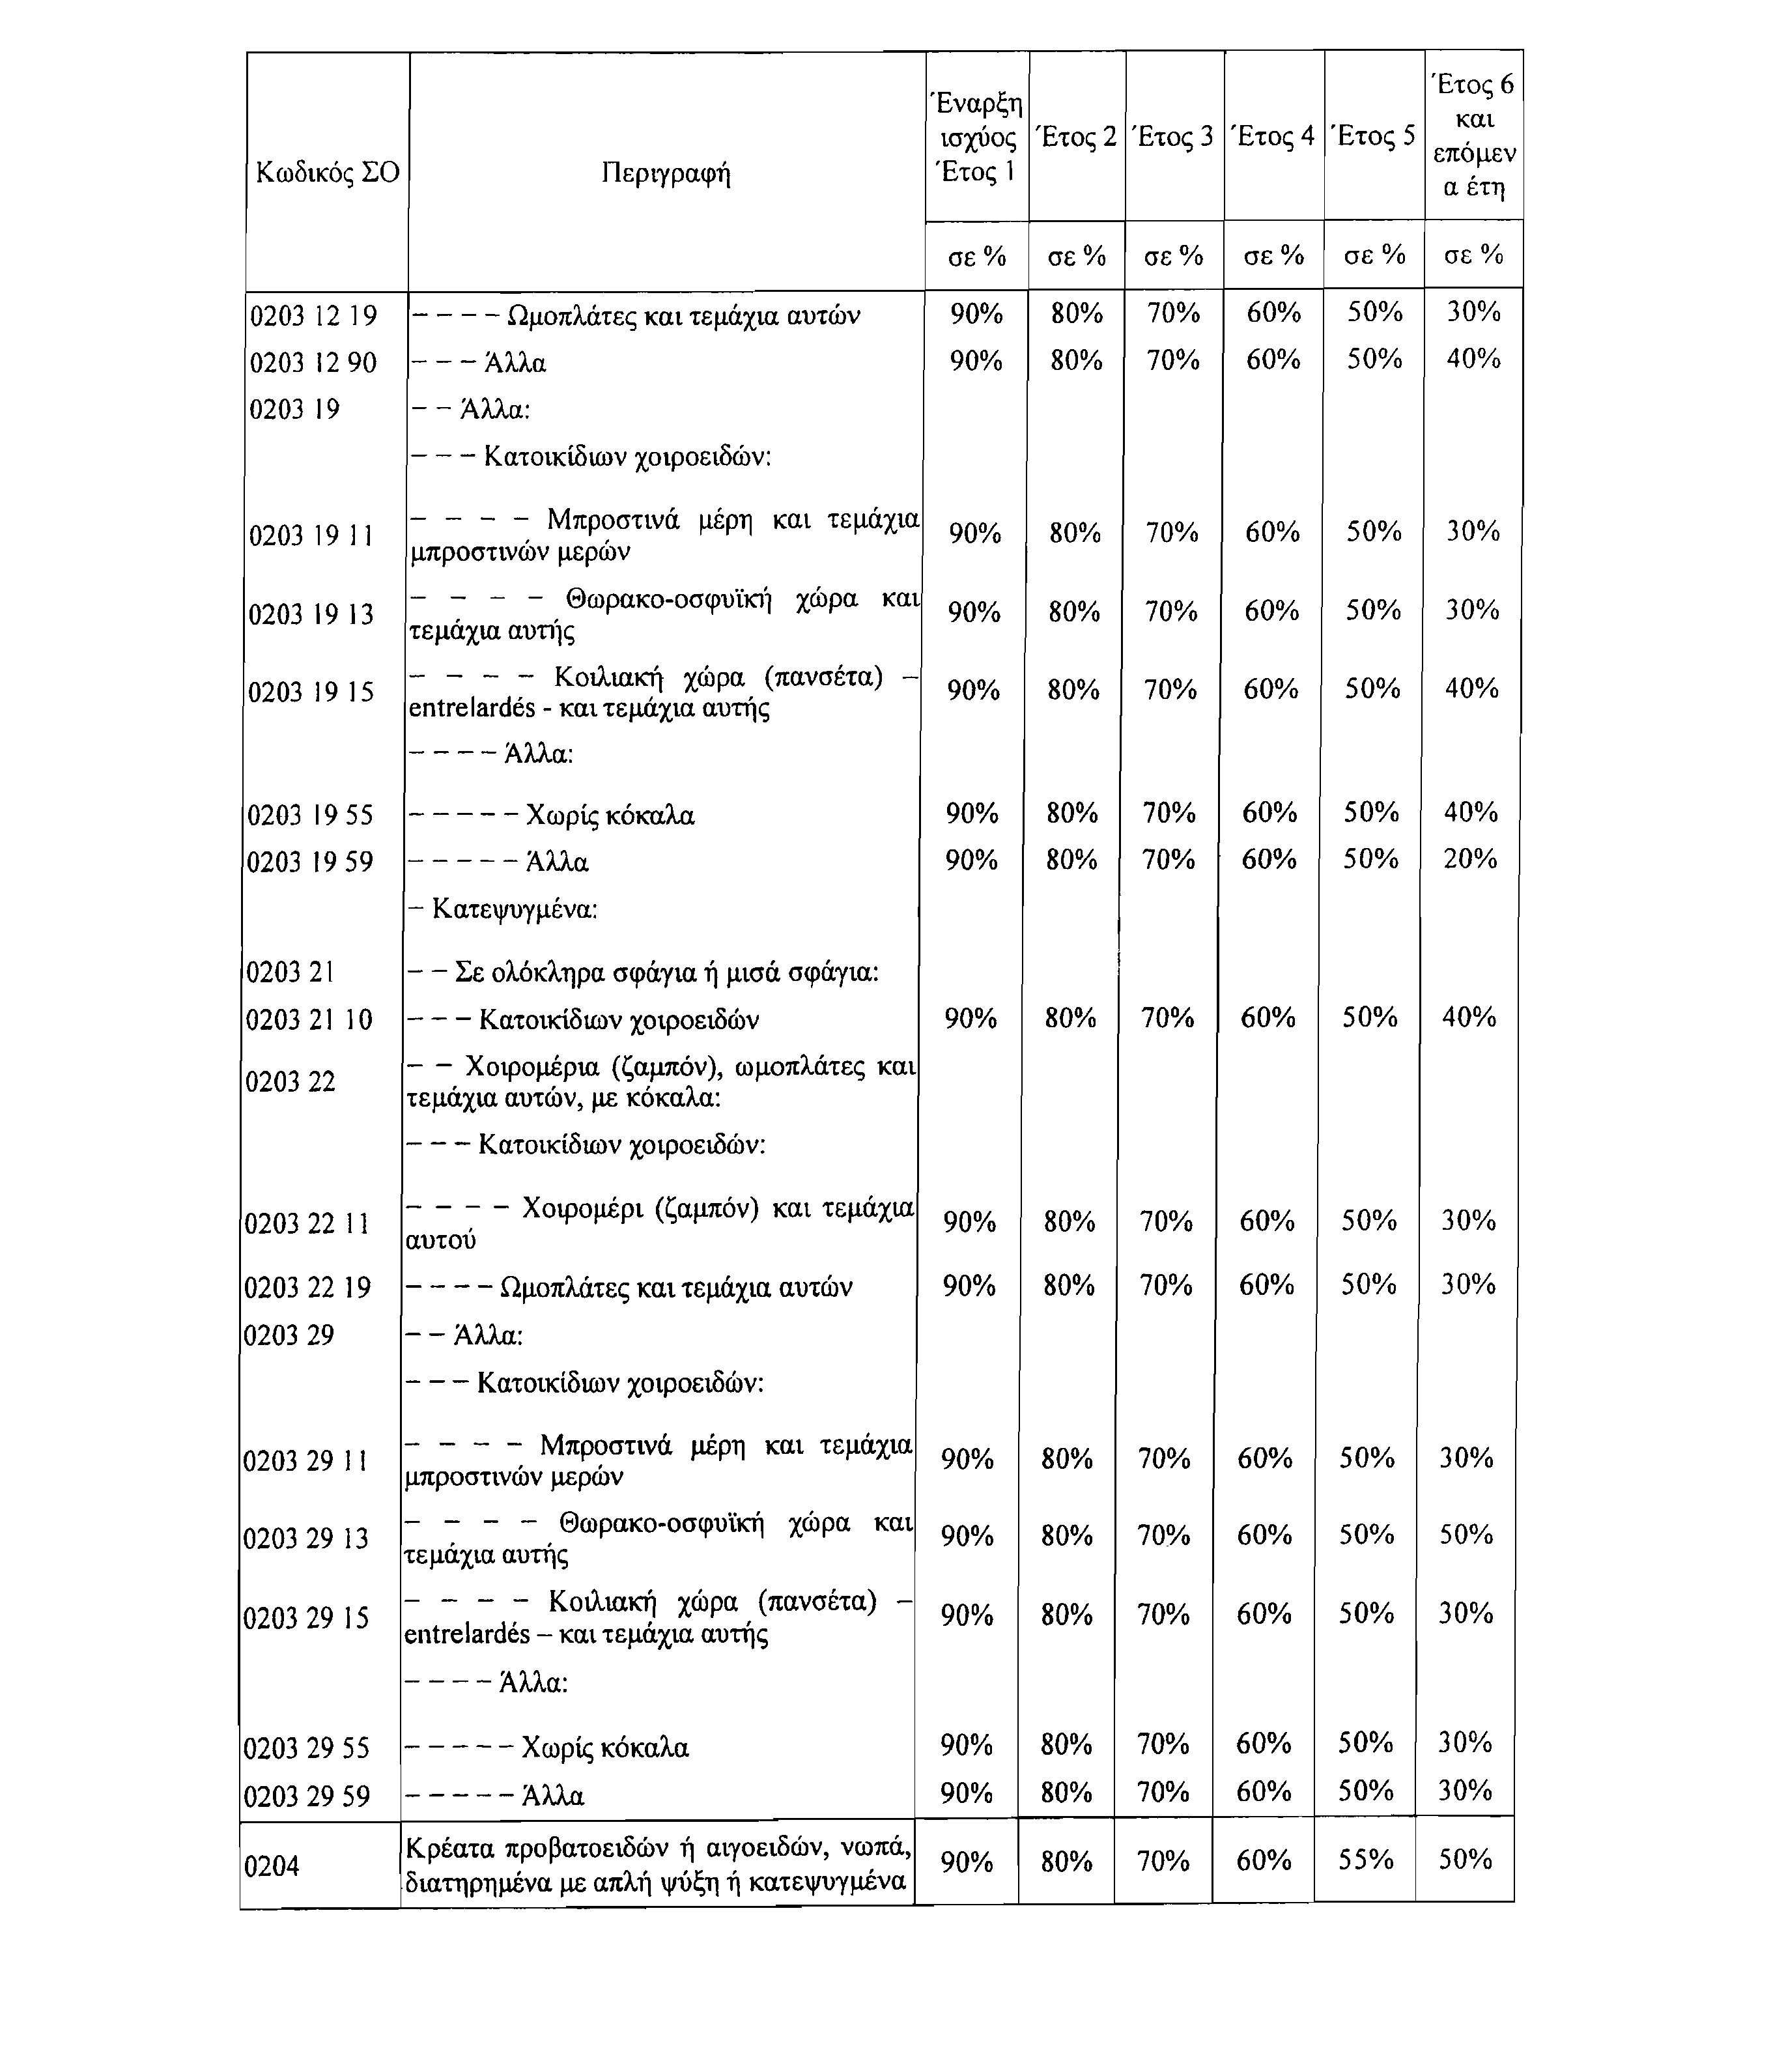 Κωδικός ΣΟ Περιγραφή Έναρξη ισχύος Έτος 1 Έτος 2 Έτος 3 Έτος 4 Έτος 5 Έτος 6 και επόμεν α έτη
σε % σε % σε % σε % σε % σε %
0203 12 19 – – – – Ωμοπλάτες και τεμάχια αυτών 90% 80% 70% 60% 50% 30%
0203 12 90 – – – Άλλα 90% 80% 70% 60% 50% 40%
0203 19 – – Άλλα:
– – – Κατοικίδιων χοιροειδών:
0203 19 11 – – – – Μπροστινά μέρη και τεμάχια
μπροστινών μερών 90% 80% 70% 60% 50% 30%
0203 19 13 – – – – Θωρακο-οσφυϊκή χώρα και
τεμάχια αυτής 90% 80% 70% 60% 50% 30%
0203 19 15 – – – – Κοιλιακή χώρα (πανσέτα) –
entrelardés - και τεμάχια αυτής 90% 80% 70% 60% 50% 40%
– – – – Άλλα:
0203 19 55 – – – – – Χωρίς κόκαλα 90% 80% 70% 60% 50% 40%
0203 19 59 – – – – – Άλλα 90% 80% 70% 60% 50% 20%
– Κατεψυγμένα:
0203 21 – – Σε ολόκληρα σφάγια ή μισά σφάγια:
0203 21 10 – – – Κατοικίδιων χοιροειδών 90% 80% 70% 60% 50% 40%
0203 22 – – Χοιρομέρια (ζαμπόν), ωμοπλάτες και
τεμάχια αυτών, με κόκαλα:
– – – Κατοικίδιων χοιροειδών:
0203 22 11 – – – – Χοιρομέρι (ζαμπόν) και τεμάχια
αυτού 90% 80% 70% 60% 50% 30%
0203 22 19 – – – – Ωμοπλάτες και τεμάχια αυτών 90% 80% 70% 60% 50% 30%
0203 29 – – Άλλα:
– – – Κατοικίδιων χοιροειδών:
0203 29 11 – – – – Μπροστινά μέρη και τεμάχια
μπροστινών μερών 90% 80% 70% 60% 50% 30%
0203 29 13 – – – – Θωρακο-οσφυϊκή χώρα και
τεμάχια αυτής 90% 80% 70% 60% 50% 50%
0203 29 15 – – – – Κοιλιακή χώρα (πανσέτα) –
entrelardés – και τεμάχια αυτής 90% 80% 70% 60% 50% 30%
– – – – Άλλα:
0203 29 55 – – – – – Χωρίς κόκαλα 90% 80% 70% 60% 50% 30%
0203 29 59 – – – – – Άλλα 90% 80% 70% 60% 50% 30%
0204 Κρέατα προβατοειδών ή αιγοειδών, νωπά,
διατηρημένα με απλή ψύξη ή κατεψυγμένα 90% 80% 70% 60% 55% 50%